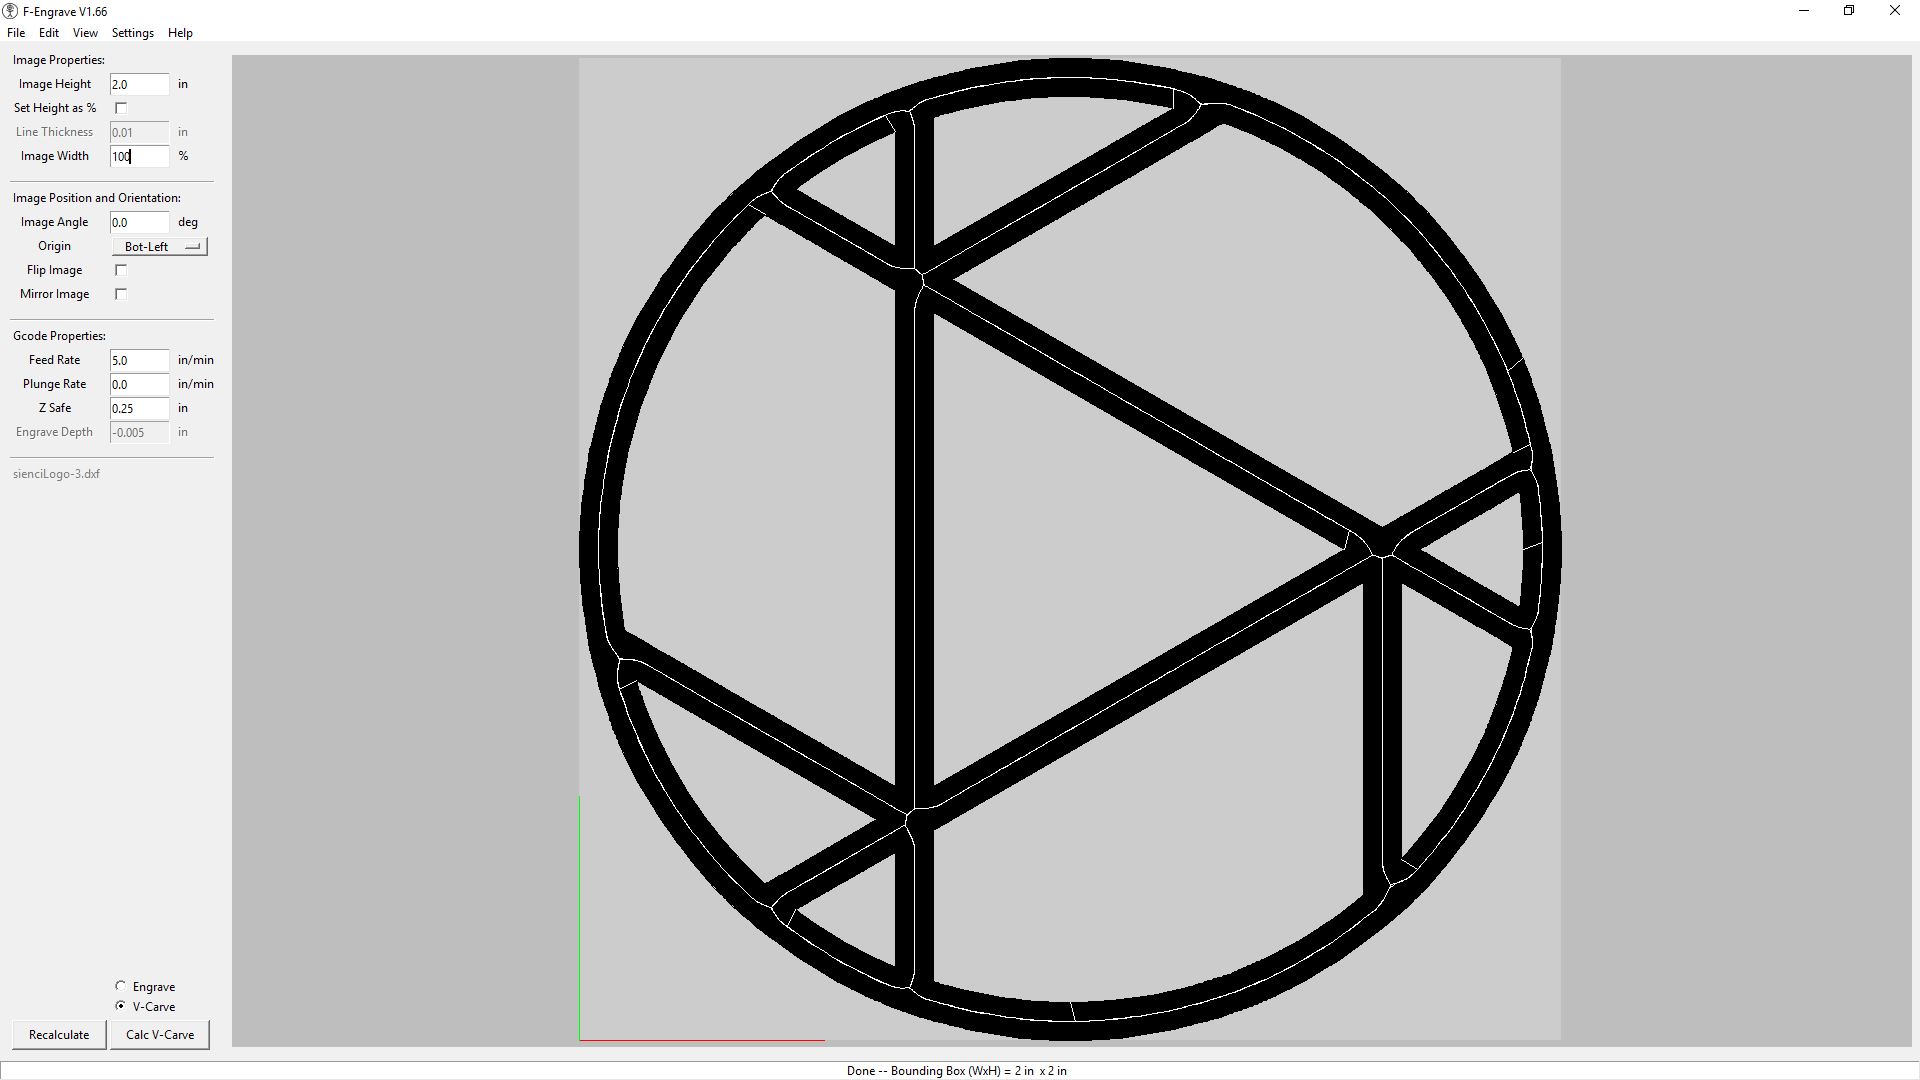 F-Engrave V1.66
File Edit View Settings Help
Image Properties:
Image Height 2.0 in
Set Height as %
Line Thickness 0.01 in
Image Width 100 %
Image Position and Orientation:
Image Angle 0.0 deg
Origin Bot-Left
Flip Image
Mirror Image
Gcode Properties:
Feed Rate 5.0 in/min
Plunge Rate 0.0 in/min
Z Safe 0.25 in
Engrave Depth -0.005 in
sienciLogo-3.dxf
Engrave
V-Carve
Recalculate Calc V-Carve
Done -- Bounding Box (WxH) = 2 in x 2 in